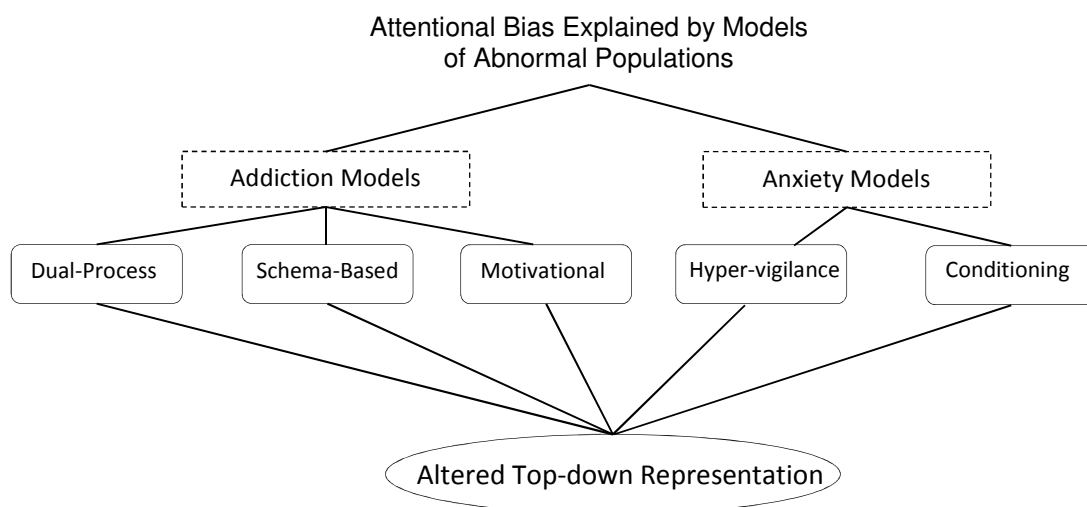 Attentional Bias Explained by Models
of Abnormal Populations
Addiction Models
Anxiety Models
Dual-Process
Schema-Based
Motivational
Hyper-vigilance
Conditioning
Altered Top-down Representation